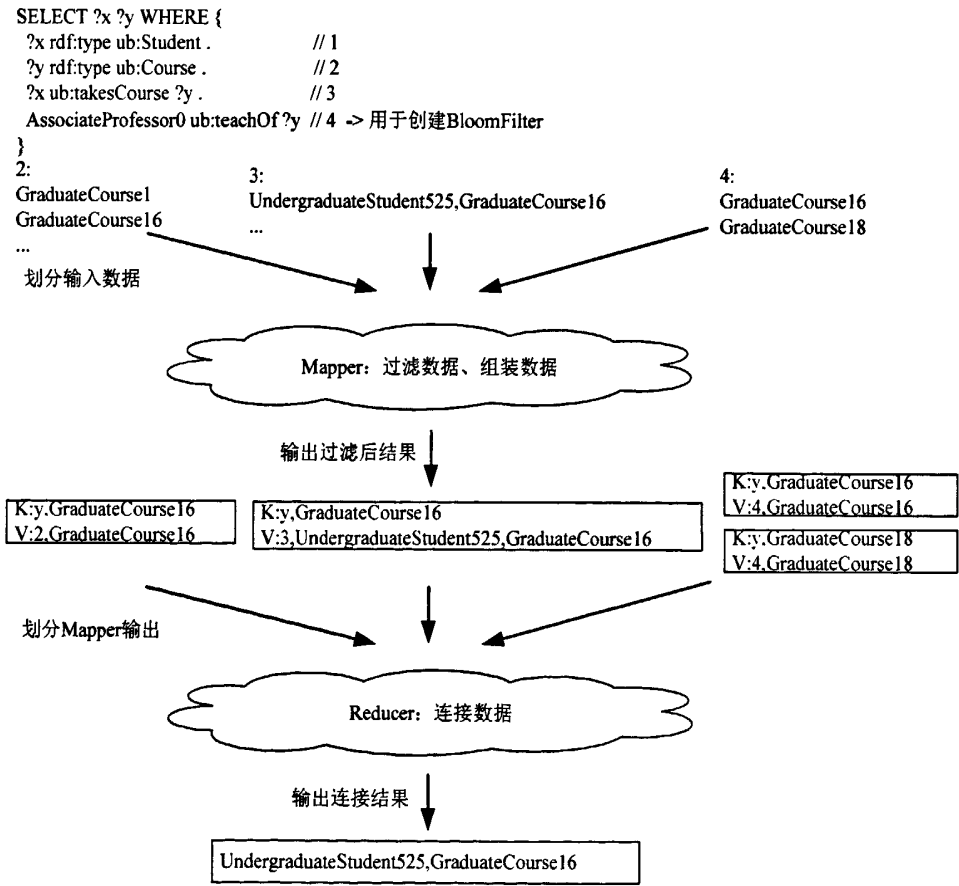 SELECT ?x ?y WHERE {
?x rdf:type ub:Student . // 1
?y rdf:type ub:Course . // 2
?x ub:takesCourse ?y . // 3
AssociateProfessor0 ub:teachOf ?y // 4 -> 用于创建BloomFilter
}
2:
GraduateCourse1
GraduateCourse16
...
3:
UndergraduateStudent525,GraduateCourse16
...
4:
GraduateCourse16
GraduateCourse18
划分输入数据
Mapper：过滤数据、组装数据
输出过滤后结果
K:y,GraduateCourse16
V:2,GraduateCourse16
K:y,GraduateCourse16
V:3,UndergraduateStudent525,GraduateCourse16
K:y,GraduateCourse16
V:4,GraduateCourse16
K:y,GraduateCourse18
V:4,GraduateCourse18
划分Mapper输出
Reducer：连接数据
输出连接结果
UndergraduateStudent525,GraduateCourse16